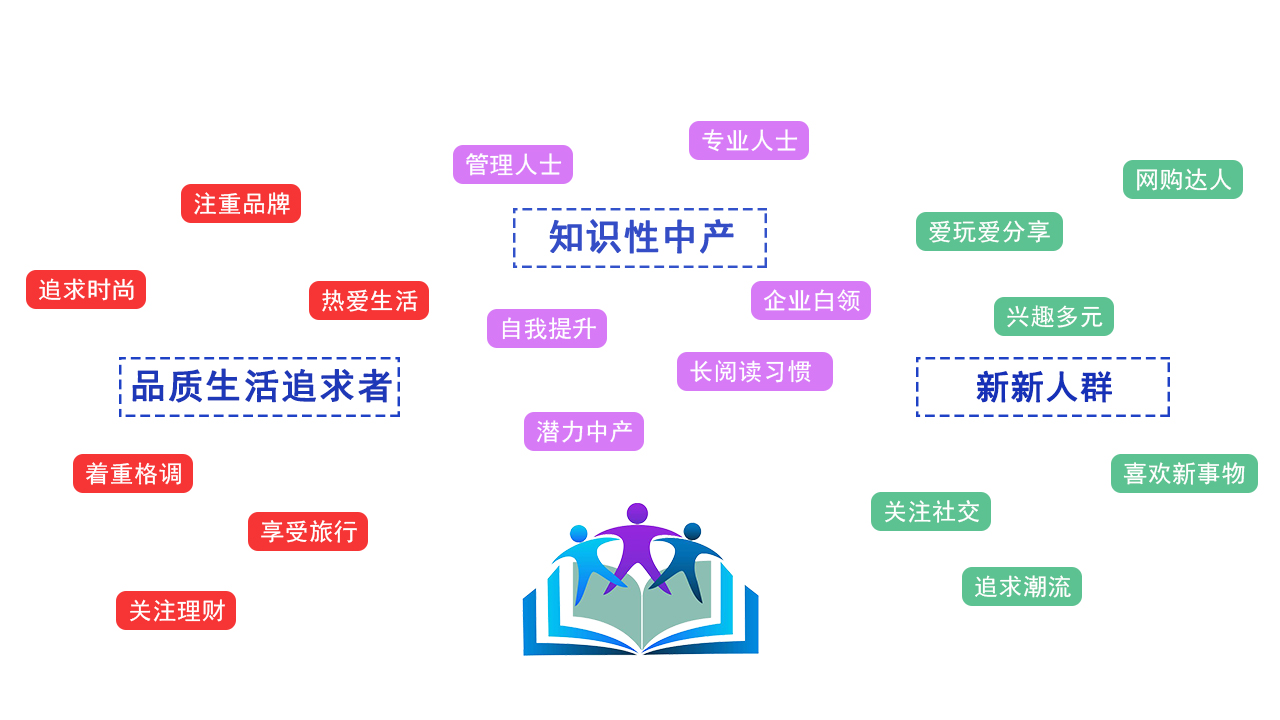 专业人士
管理人士
网购达人
注重品牌
知识性中产
爱玩爱分享
追求时尚
热爱生活
企业白领
自我提升
兴趣多元
长阅读习惯
品质生活追求者
新新人群
潜力中产
着重格调
喜欢新事物
关注社交
享受旅行
追求潮流
关注理财